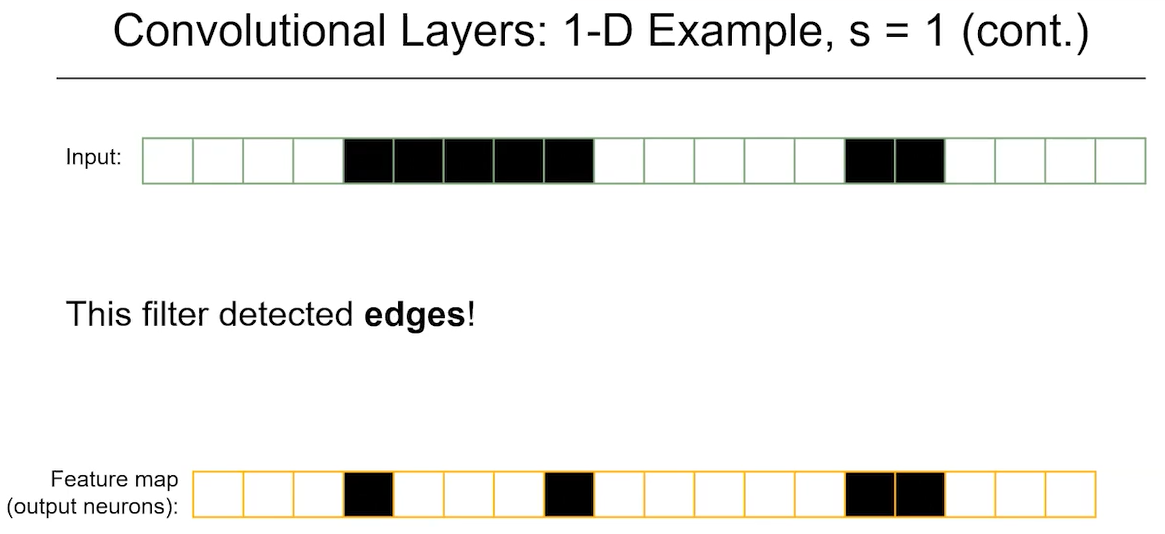 Convolutional Layers: 1-D Example, s = 1 (cont.)
Input:
This filter detected edges!
Feature map
(output neurons):